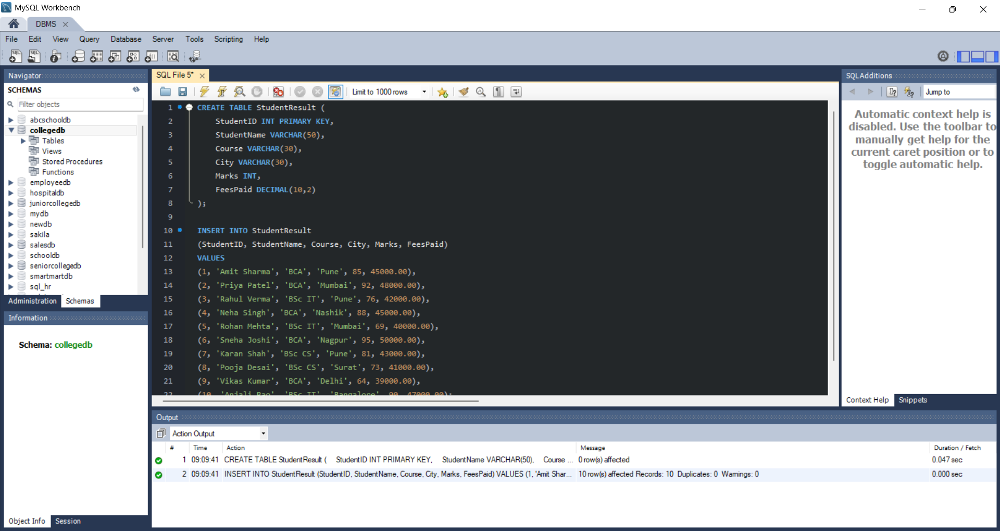 MySQL Workbench
DBMS
File Edit View Query Database Server Tools Scripting Help
Navigator
SCHEMAS
Filter objects
abcschooldb
collegedb
Tables
Views
Stored Procedures
Functions
employeedb
hospitaldb
juniorcollegedb
mydb
newdb
sakila
salesdb
schooldb
seniorcollegedb
smartmartdb
sql_hr
Administration Schemas
Information
Schema: collegedb
Object Info Session
SQL File 5*
Limit to 1000 rows
1 CREATE TABLE StudentResult (
2 StudentID INT PRIMARY KEY,
3 StudentName VARCHAR(50),
4 Course VARCHAR(30),
5 City VARCHAR(30),
6 Marks INT,
7 FeesPaid DECIMAL(10,2)
8 );
9
10 INSERT INTO StudentResult
11 (StudentID, StudentName, Course, City, Marks, FeesPaid)
12 VALUES
13 (1, 'Amit Sharma', 'BCA', 'Pune', 85, 45000.00),
14 (2, 'Priya Patel', 'BCA', 'Mumbai', 92, 48000.00),
15 (3, 'Rahul Verma', 'BSc IT', 'Pune', 76, 42000.00),
16 (4, 'Neha Singh', 'BCA', 'Nashik', 88, 45000.00),
17 (5, 'Rohan Mehta', 'BSc IT', 'Mumbai', 69, 40000.00),
18 (6, 'Sneha Joshi', 'BCA', 'Nagpur', 95, 50000.00),
19 (7, 'Karan Shah', 'BSc CS', 'Pune', 81, 43000.00),
20 (8, 'Pooja Desai', 'BSc CS', 'Surat', 73, 41000.00),
21 (9, 'Vikas Kumar', 'BCA', 'Delhi', 64, 39000.00),
22 (10, 'Anjali Rao', 'BSc IT', 'Bangalore', 90, 47000.00);
SQLAdditions
Jump to
Automatic context help is
disabled. Use the toolbar to
manually get help for the
current caret position or to
toggle automatic help.
Context Help Snippets
Output
Action Output
# Time Action Message Duration / Fetch
1 09:09:41 CREATE TABLE StudentResult ( StudentID INT PRIMARY KEY, StudentName VARCHAR(50), Course ... 0 row(s) affected 0.047 sec
2 09:09:41 INSERT INTO StudentResult (StudentID, StudentName, Course, City, Marks, FeesPaid) VALUES (1, 'Amit Shar... 10 row(s) affected Records: 10 Duplicates: 0 Warnings: 0 0.000 sec